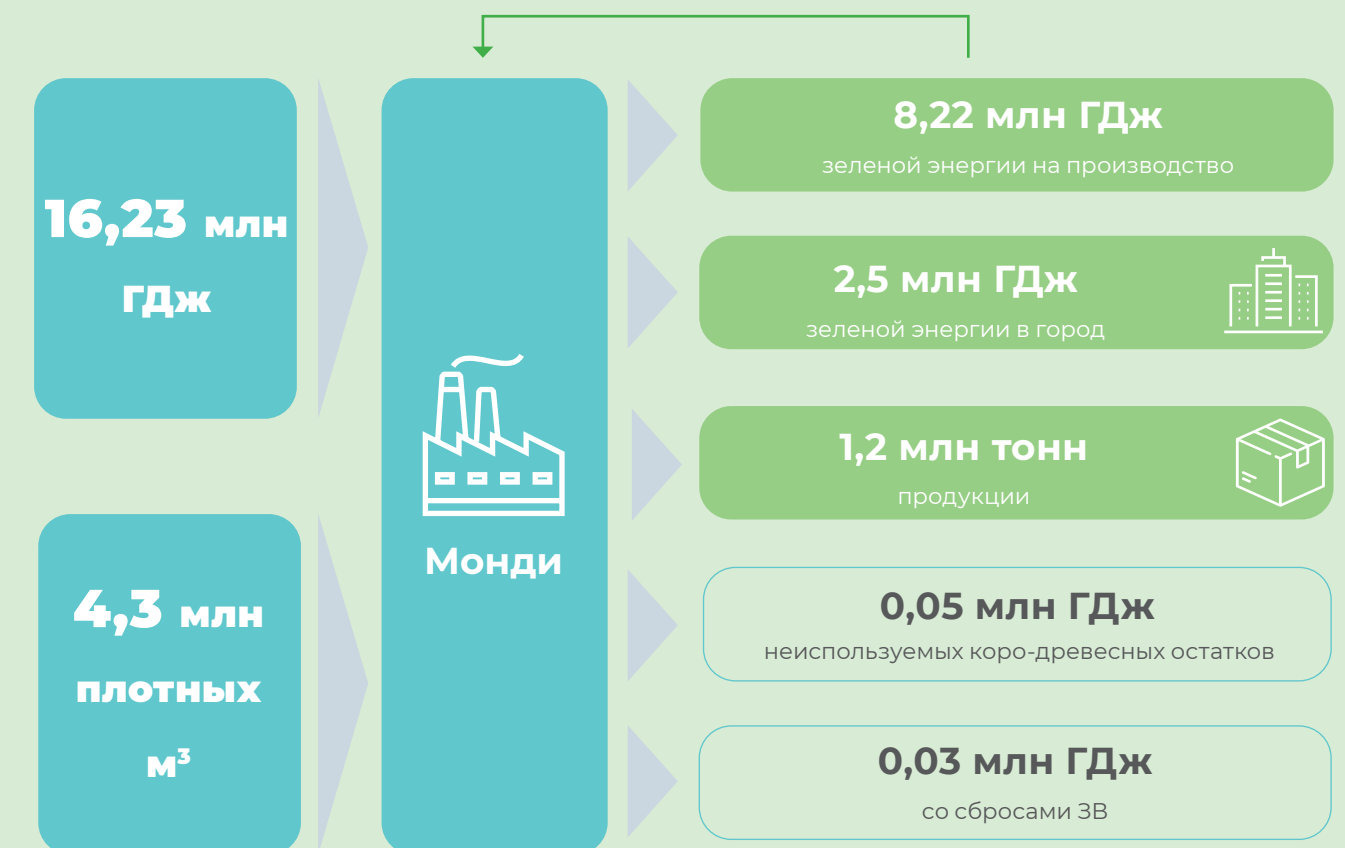 16,23 млн
ГДж
4,3 млн
плотных
м³
Монди
8,22 млн ГДж
зеленой энергии на производство
2,5 млн ГДж
зеленой энергии в город
1,2 млн тонн
продукции
0,05 млн ГДж
неиспользуемых коро-древесных остатков
0,03 млн ГДж
со сбросами ЗВ